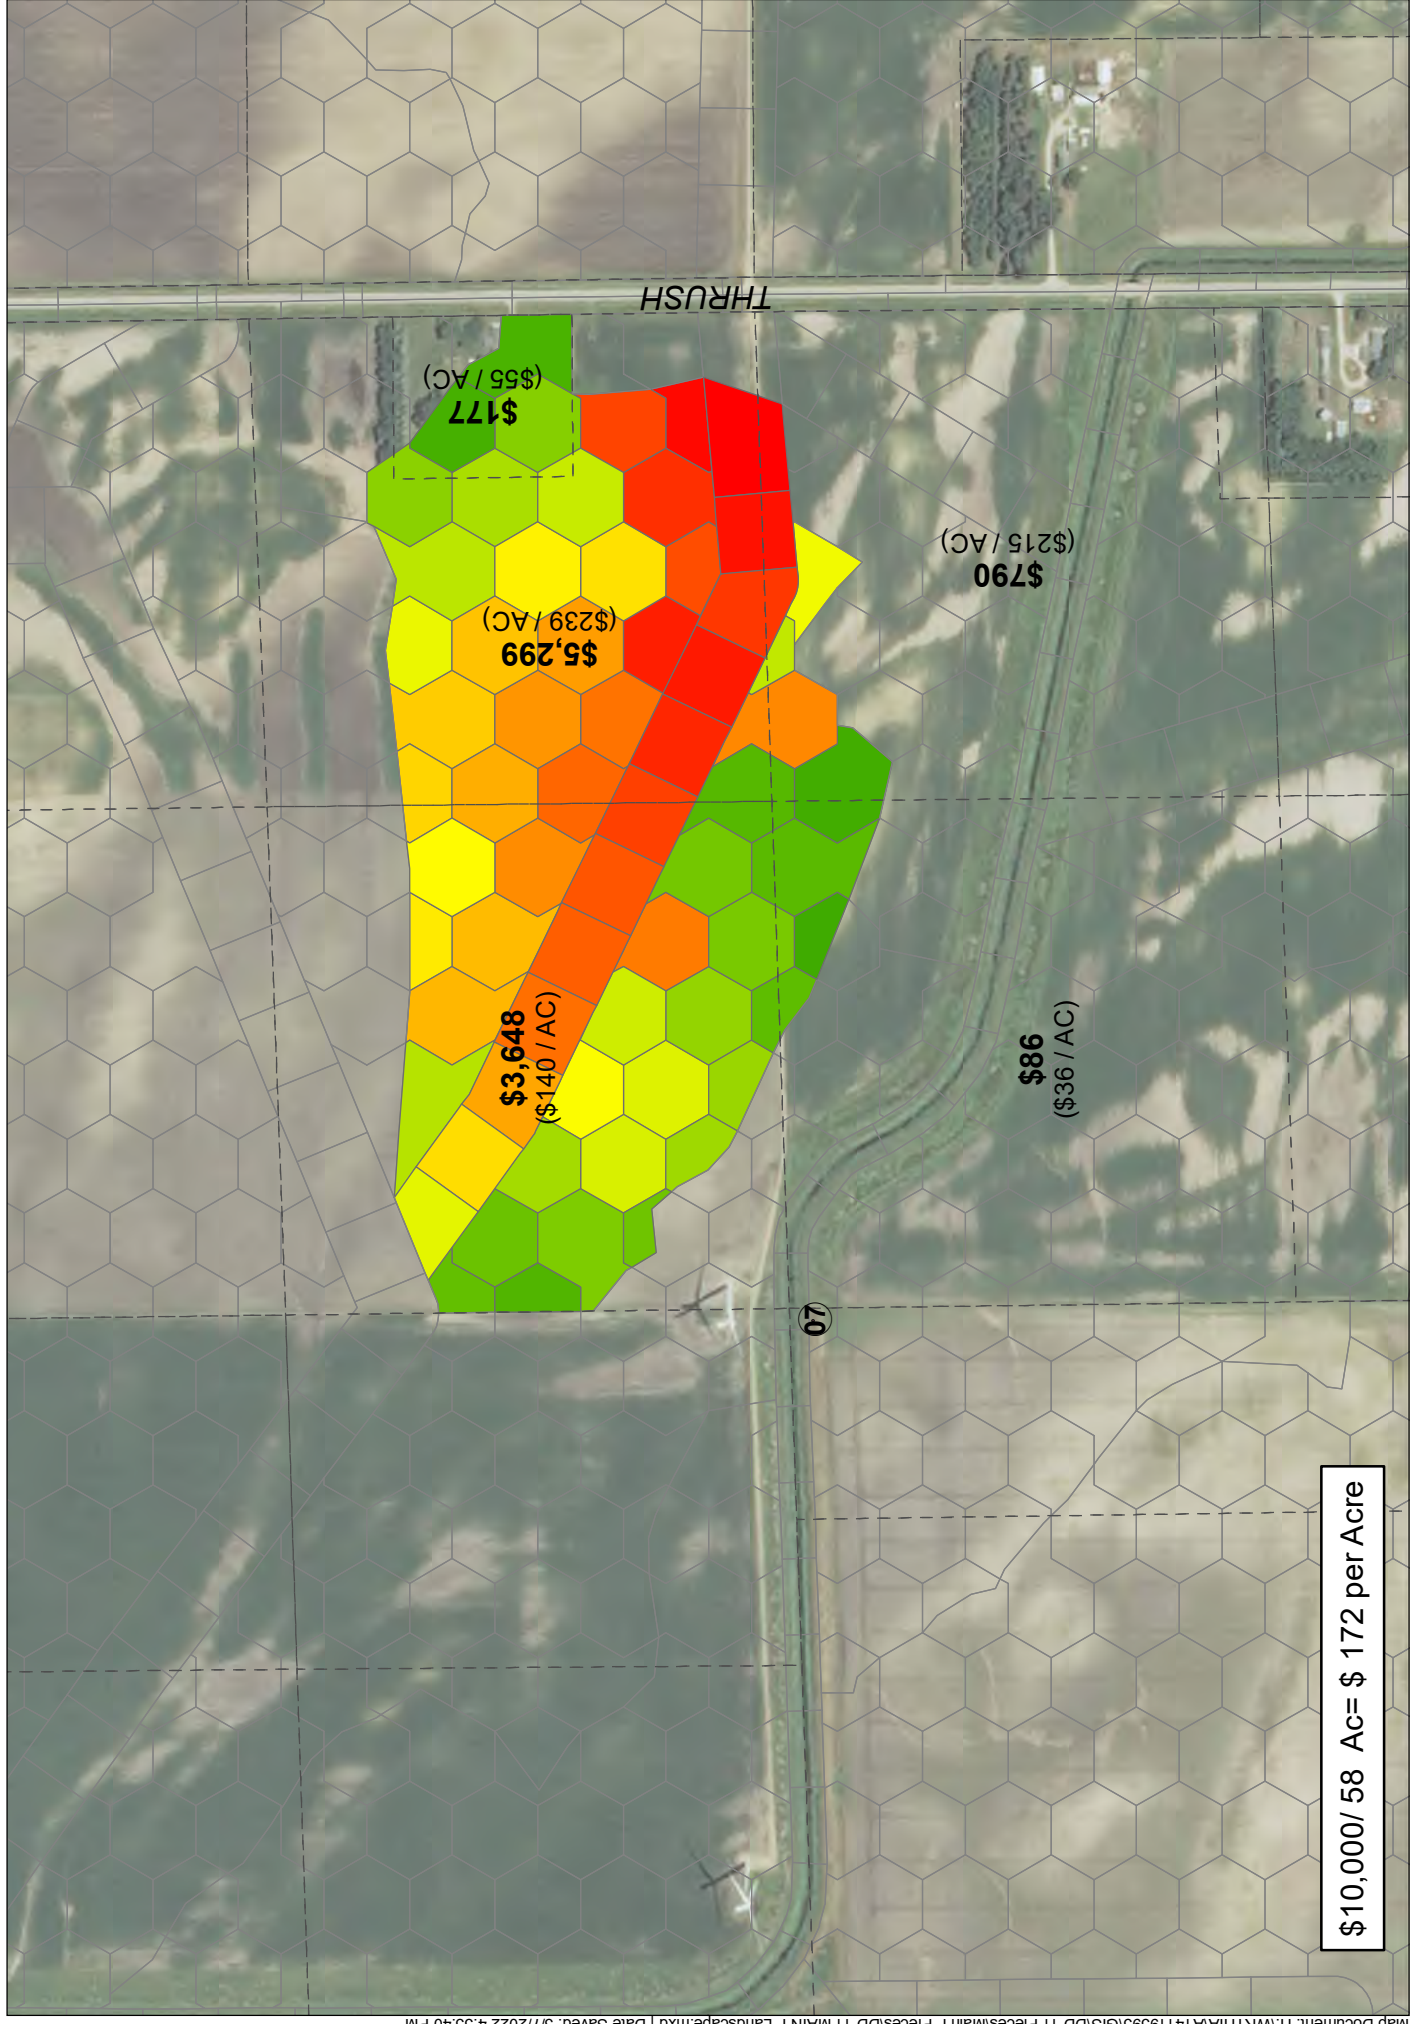 THRUSH
$177
($55 / AC)
$5,299
($239 / AC)
$790
($215 / AC)
$3,648
($140 / AC)
$86
($36 / AC)
07
$10,000/ 58 Ac= $ 172 per Acre